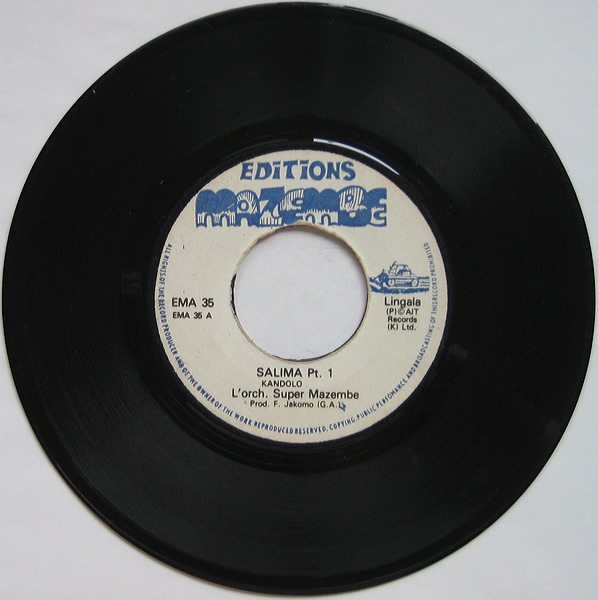 EDiTiONS
MAZEMBE
EMA 35
EMA 35 A
Lingala
(P)©AIT
Records
(K) Ltd.
SALIMA Pt. 1
KANDOLO
L'orch. Super Mazembe
Prod. F. Jakomo (G.A.)
ALL RIGHTS OF THE RECORD PRODUCER AND OF THE OWNER OF THE WORK REPRODUCED RESERVED. COPYING, PUBLIC PERFOMANCE AND BROADCASTING OF THIS RECORD PROHIBITED